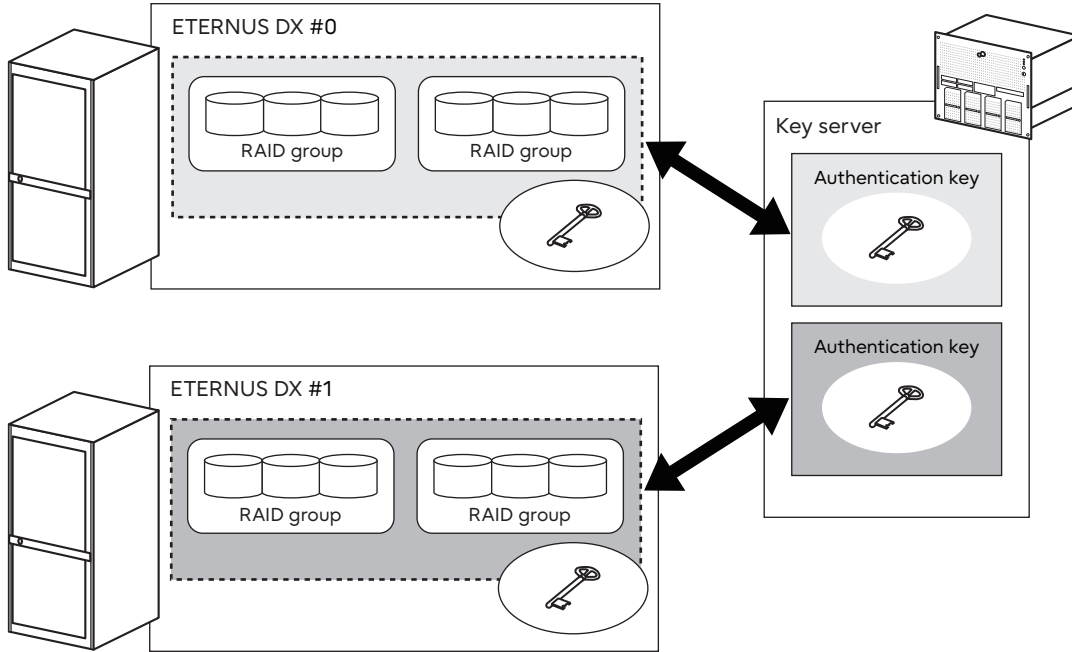 ETERNUS DX #0
RAID group
RAID group
Key server
Authentication key
Authentication key
ETERNUS DX #1
RAID group
RAID group